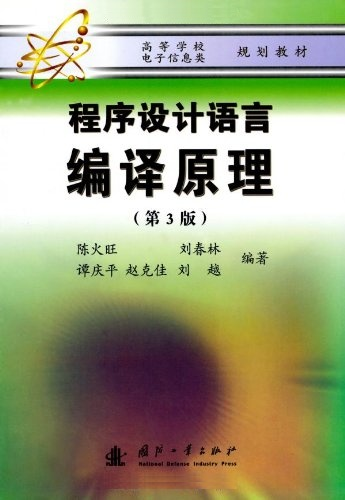 高等学校
电子信息类 规划教材
程序设计语言
编译原理
(第3版)
陈火旺 刘春林
谭庆平 赵克佳 刘越 编著
国防工业出版社
National Defense Industry Press